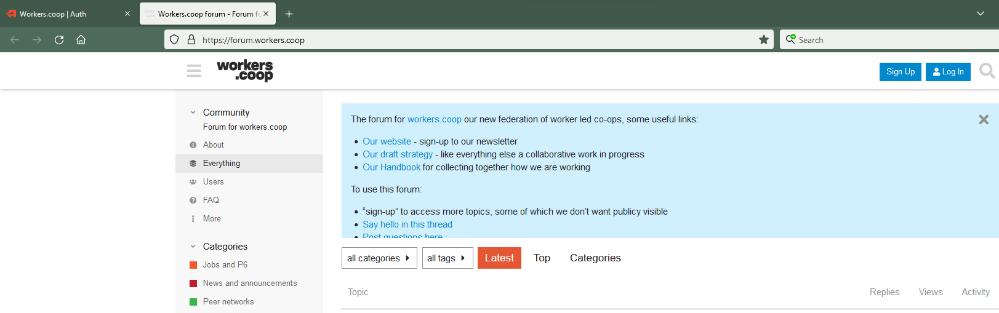 Workers.coop | Auth
Workers.coop forum - Forum fo
https://forum.workers.coop
Search
workers
.coop
Sign Up
Log In
Community
Forum for workers.coop
About
Everything
Users
FAQ
More
Categories
Jobs and P6
News and announcements
Peer networks
The forum for workers.coop our new federation of worker led co-ops, some useful links:
Our website - sign-up to our newsletter
Our draft strategy - like everything else a collaborative work in progress
Our Handbook for collecting together how we are working
To use this forum:
“sign-up” to access more topics, some of which we don’t want publicy visible
Say hello in this thread
Post questions here
all categories
all tags
Latest
Top
Categories
Topic
Replies
Views
Activity